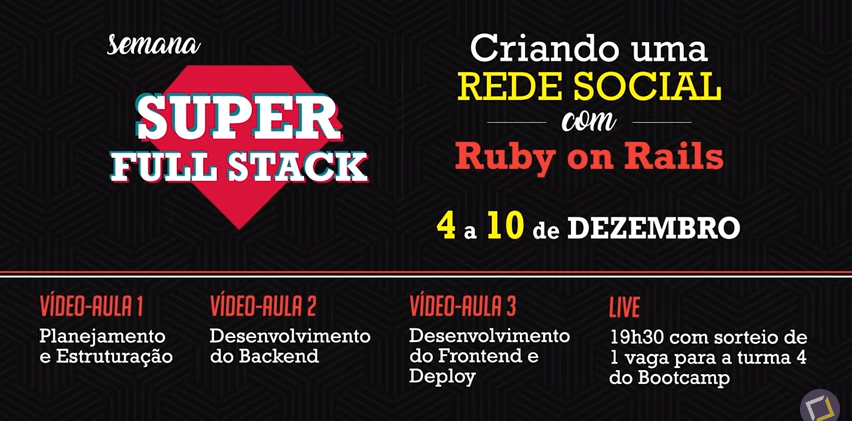 semana
SUPER
FULL STACK
Criando uma
REDE SOCIAL
com
Ruby on Rails
4 a 10 de DEZEMBRO
VÍDEO-AULA 1
Planejamento
e Estruturação
VÍDEO-AULA 2
Desenvolvimento
do Backend
VÍDEO-AULA 3
Desenvolvimento
do Frontend e
Deploy
LIVE
19h30 com sorteio de
1 vaga para a turma 4
do Bootcamp